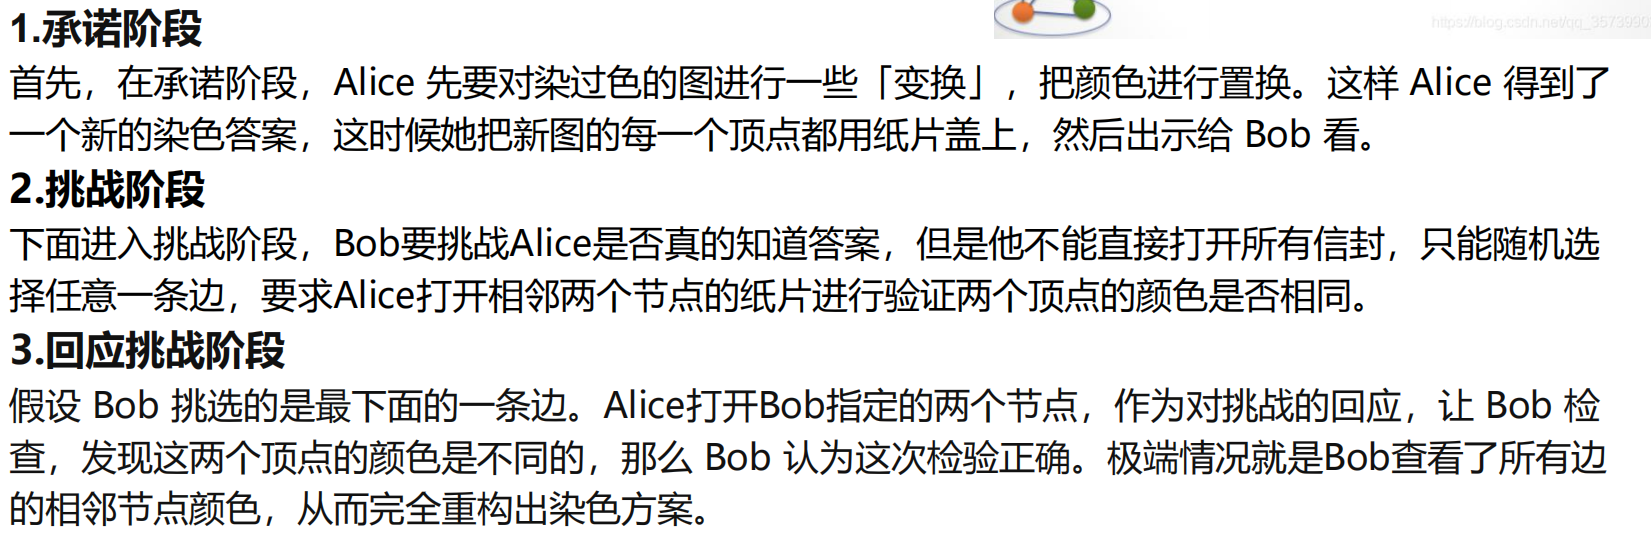 1.承诺阶段
https://blog.csdn.net/qq_3573990
首先，在承诺阶段，Alice 先要对染过色的图进行一些「变换」，把颜色进行置换。这样 Alice 得到了
一个新的染色答案，这时候她把新图的每一个顶点都用纸片盖上，然后出示给 Bob 看。
2.挑战阶段
下面进入挑战阶段，Bob要挑战Alice是否真的知道答案，但是他不能直接打开所有信封，只能随机选
择任意一条边，要求Alice打开相邻两个节点的纸片进行验证两个顶点的颜色是否相同。
3.回应挑战阶段
假设 Bob 挑选的是最下面的一条边。Alice打开Bob指定的两个节点，作为对挑战的回应，让 Bob 检
查，发现这两个顶点的颜色是不同的，那么 Bob 认为这次检验正确。极端情况就是Bob查看了所有边
的相邻节点颜色，从而完全重构出染色方案。